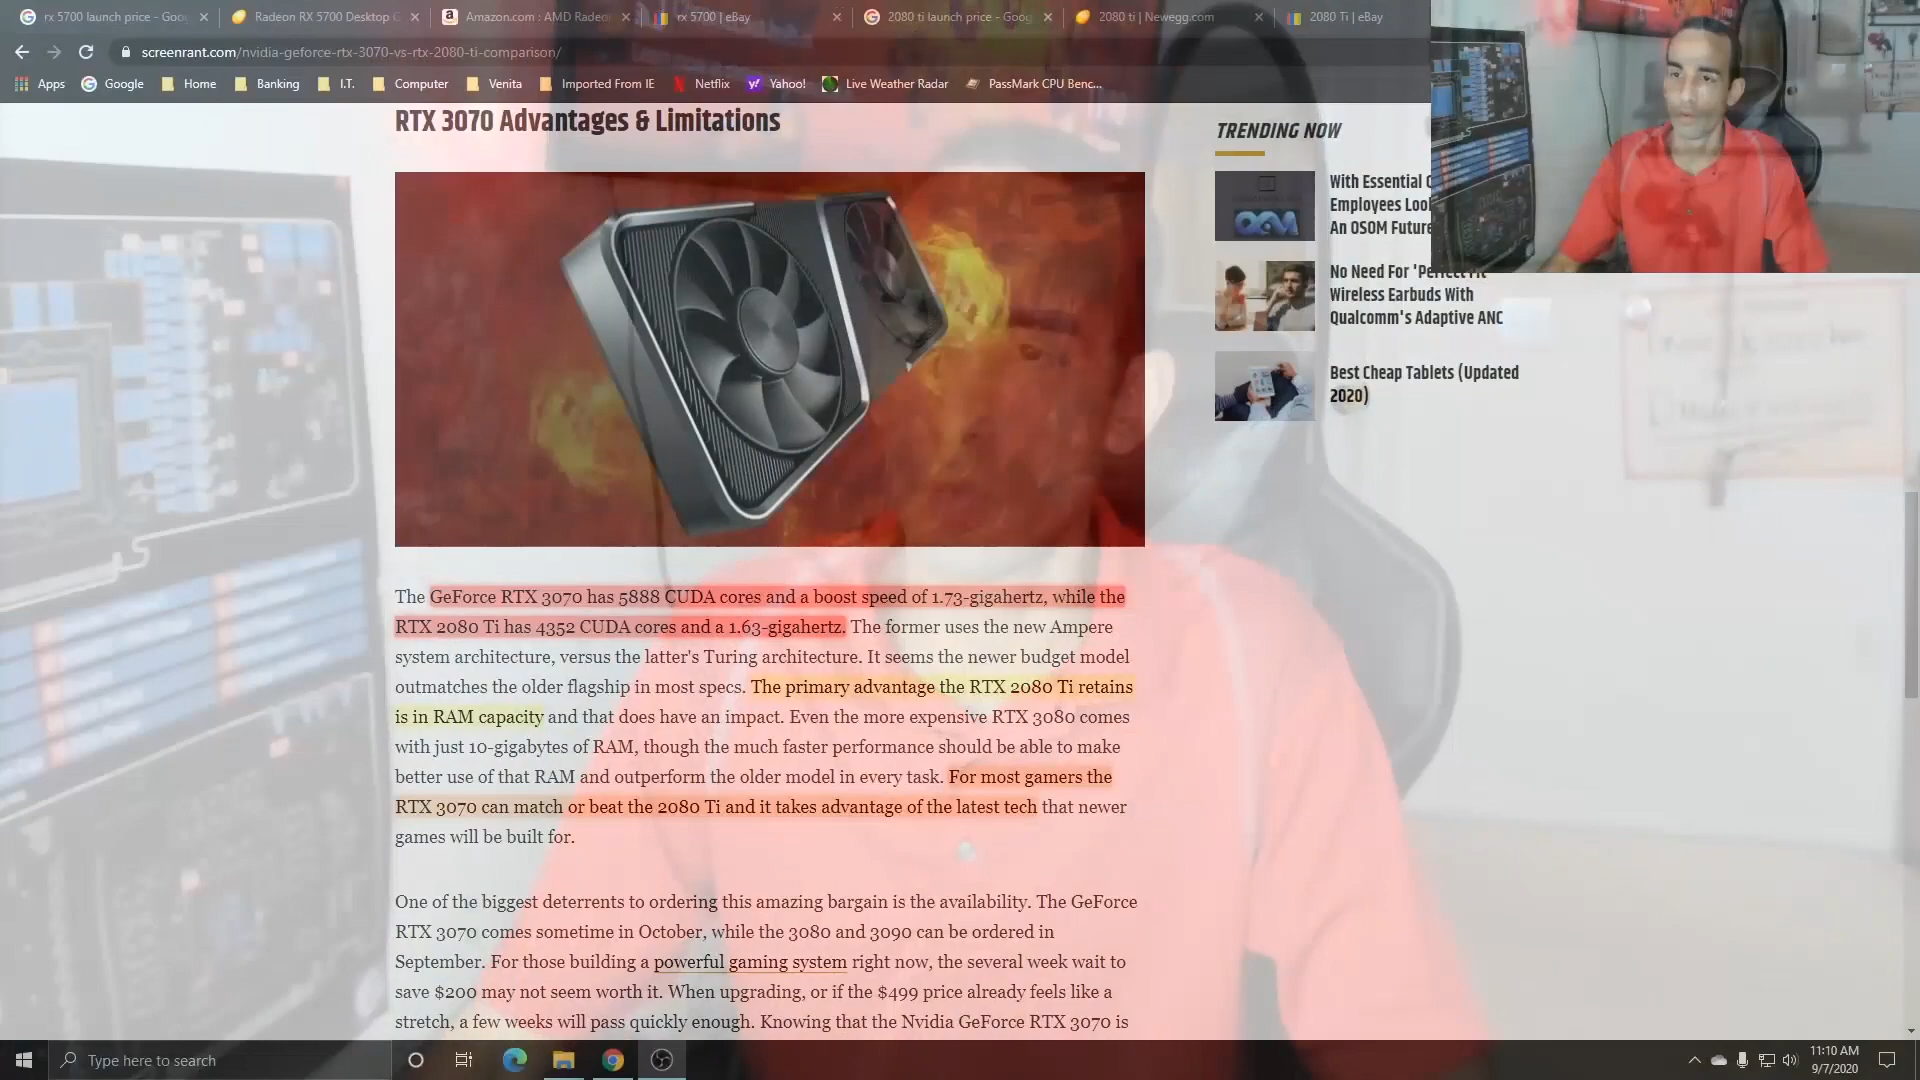 rx 5700 launch price - Goog
Radeon RX 5700 Desktop G
Amazon.com : AMD Radeo
rx 5700 | eBay
2080 ti launch price - Goog
2080 ti | Newegg.com
2080 Ti | eBay
screenrant.com/nvidia-geforce-rtx-3070-vs-rtx-2080-ti-comparison/
Apps
Google
Home
Banking
I.T.
Computer
Venita
Imported From IE
Netflix
Yahoo!
Live Weather Radar
PassMark CPU Benc...
RTX 3070 Advantages & Limitations
The GeForce RTX 3070 has 5888 CUDA cores and a boost speed of 1.73-gigahertz, while the
RTX 2080 Ti has 4352 CUDA cores and a 1.63-gigahertz. The former uses the new Ampere
system architecture, versus the latter's Turing architecture. It seems the newer budget model
outmatches the older flagship in most specs. The primary advantage the RTX 2080 Ti retains
is in RAM capacity and that does have an impact. Even the more expensive RTX 3080 comes
with just 10-gigabytes of RAM, though the much faster performance should be able to make
better use of that RAM and outperform the older model in every task. For most gamers the
RTX 3070 can match or beat the 2080 Ti and it takes advantage of the latest tech that newer
games will be built for.
One of the biggest deterrents to ordering this amazing bargain is the availability. The GeForce
RTX 3070 comes sometime in October, while the 3080 and 3090 can be ordered in
September. For those building a powerful gaming system right now, the several week wait to
save $200 may not seem worth it. When upgrading, or if the $499 price already feels like a
stretch, a few weeks will pass quickly enough. Knowing that the Nvidia GeForce RTX 3070 is
TRENDING NOW
With Essential
Employees
An OSOM Future
No Need For 'Perfect Fit'
Wireless Earbuds With
Qualcomm's Adaptive ANC
Best Cheap Tablets (Updated
2020)
Type here to search
11:10 AM
9/7/2020